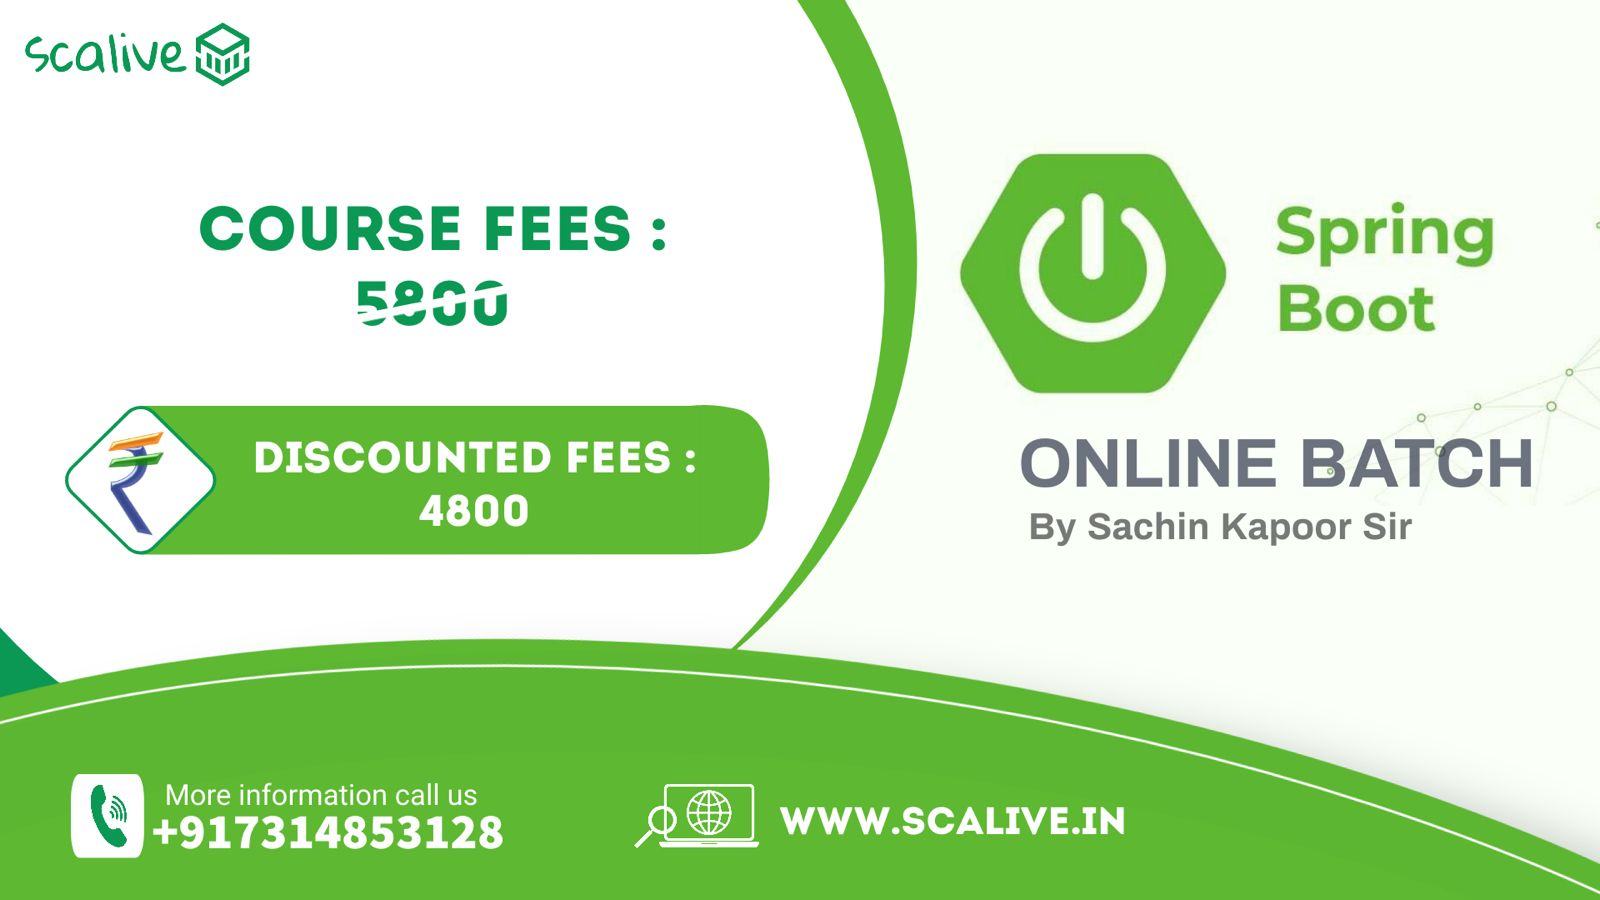 scalive
COURSE FEES :
5800
DISCOUNTED FEES :
4800
Spring
Boot
ONLINE BATCH
By Sachin Kapoor Sir
More information call us
+917314853128
WWW.SCALIVE.IN